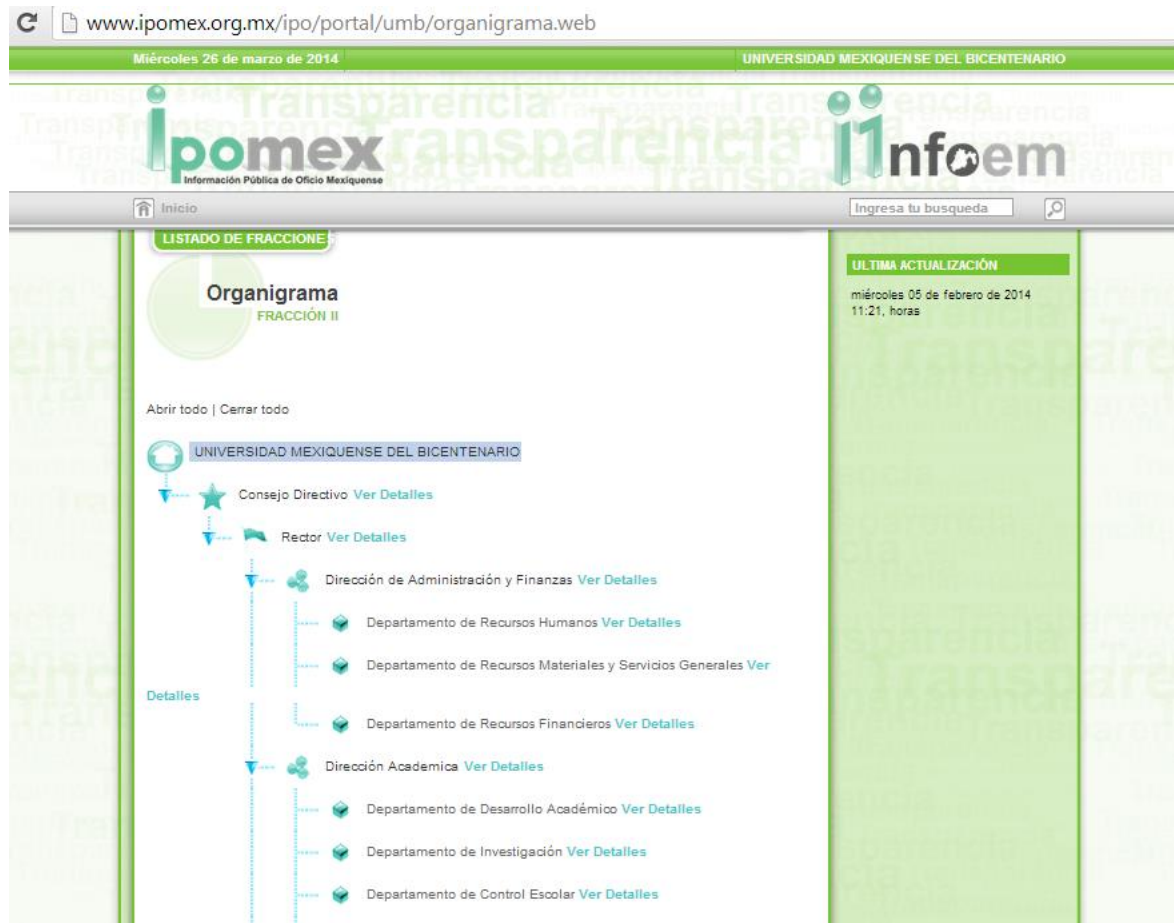 www.ipomex.org.mx/ipo/portal/umb/organigrama.web
Miércoles 26 de marzo de 2014 UNIVERSIDAD MEXIQUENSE DEL BICENTENARIO
ipomex
Información Pública de Oficio Mexiquense
infoem
Inicio Ingresa tu busqueda
LISTADO DE FRACCIONES
Organigrama
FRACCIÓN II
ULTIMA ACTUALIZACIÓN
miércoles 05 de febrero de 2014
11:21, horas
Abrir todo | Cerrar todo
UNIVERSIDAD MEXIQUENSE DEL BICENTENARIO
Consejo Directivo Ver Detalles
Rector Ver Detalles
Dirección de Administración y Finanzas Ver Detalles
Departamento de Recursos Humanos Ver Detalles
Departamento de Recursos Materiales y Servicios Generales Ver
Detalles
Departamento de Recursos Financieros Ver Detalles
Dirección Academica Ver Detalles
Departamento de Desarrollo Académico Ver Detalles
Departamento de Investigación Ver Detalles
Departamento de Control Escolar Ver Detalles